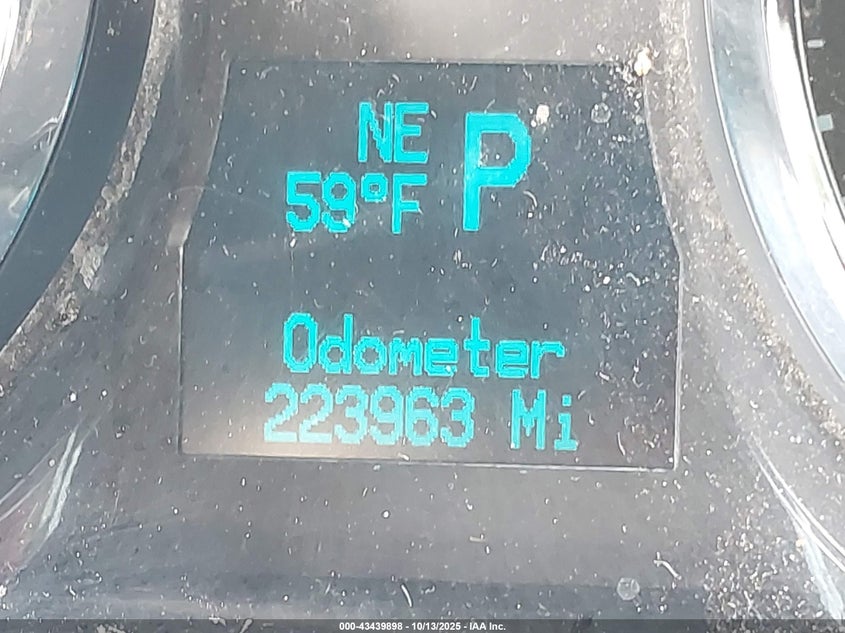 NE P
59°F
Odometer
223963 Mi
000-43439898 - 10/13/2025 - IAA Inc.